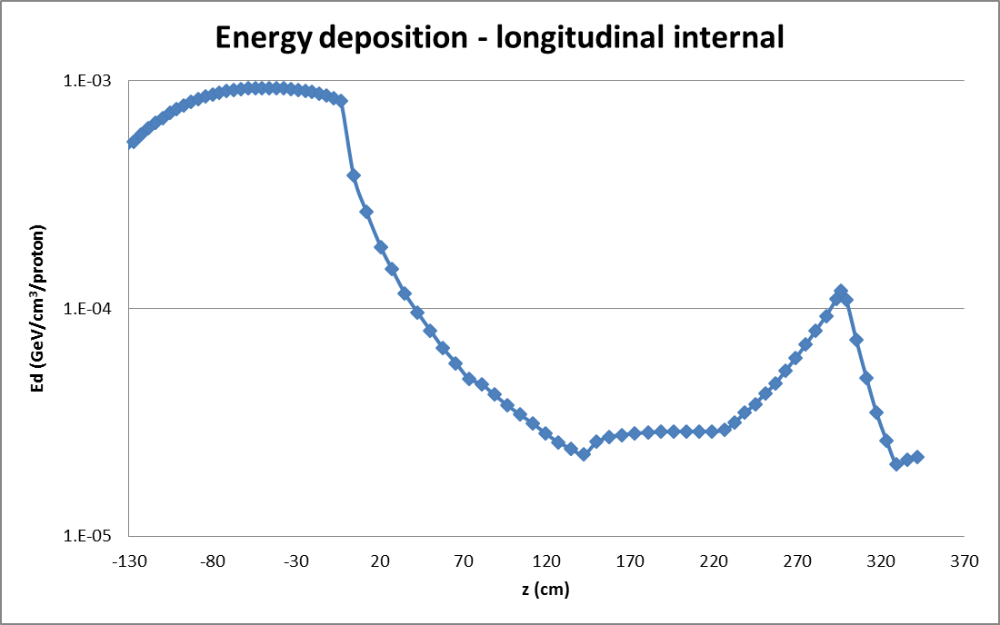 Energy deposition - longitudinal internal
1.E-03
1.E-04
1.E-05
Ed (GeV/cm³/proton)
-130 -80 -30 20 70 120 170 220 270 320 370
z (cm)